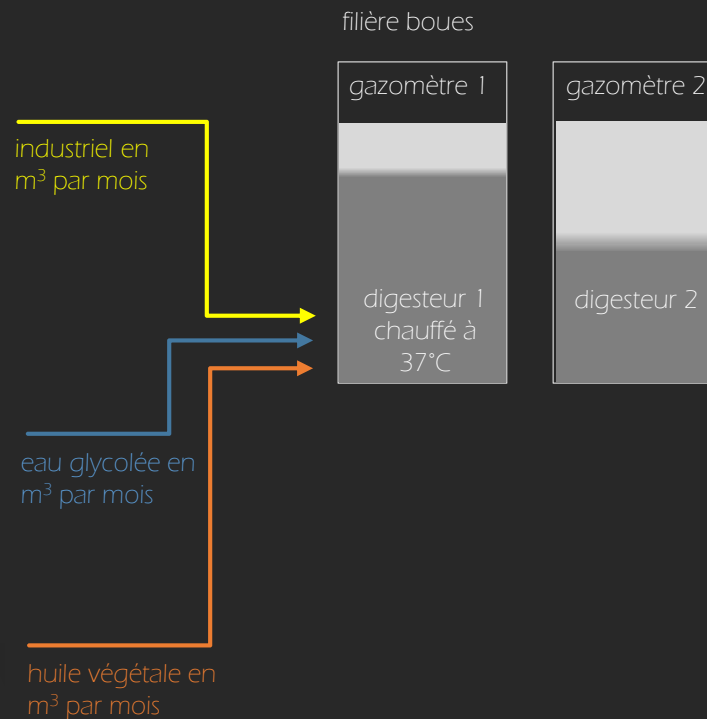 filière boues
gazomètre 1
gazomètre 2
industriel en
m³ par mois
digesteur 1
chauffé à
37°C
digesteur 2
eau glycolée en
m³ par mois
huile végétale en
m³ par mois